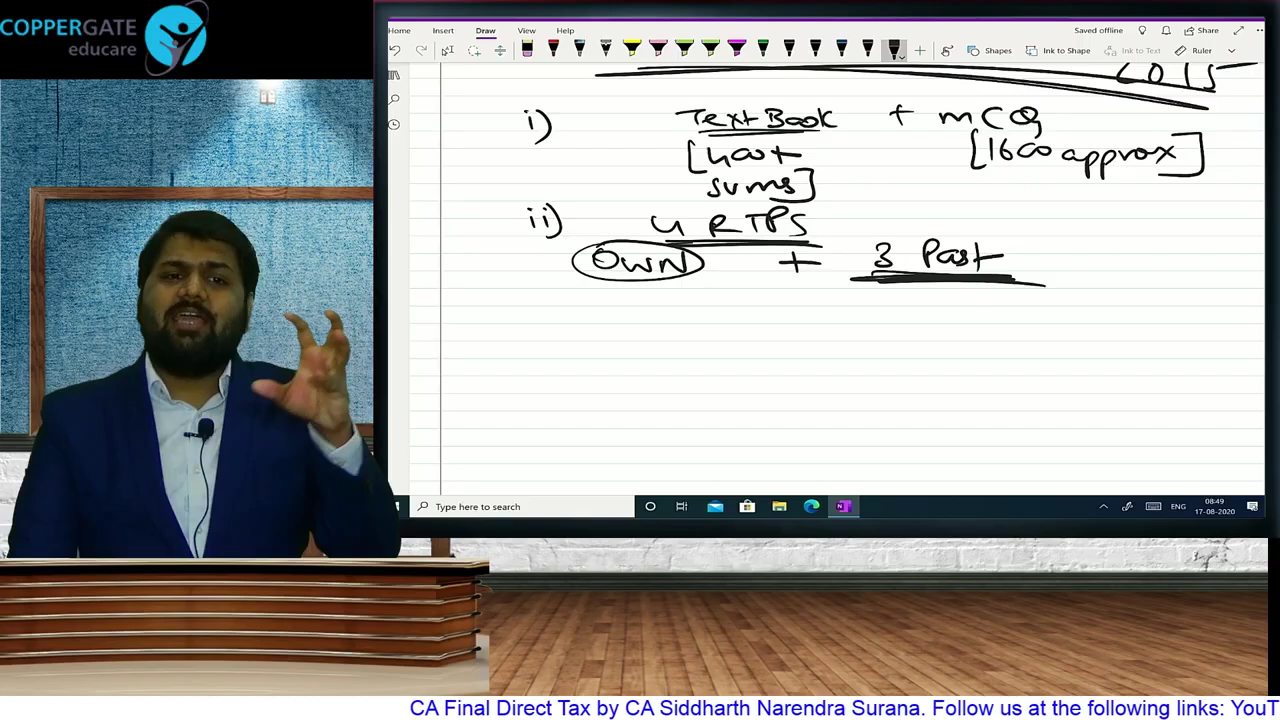 COPPERGATE
educare
Home Insert Draw View Help Saved offline Share
Shapes Ink to Shape Ink to Text Ruler
2015
i) TextBook + MCQ
[400+ [1600 approx]
sums]
ii) 4 RTPS
OWN + 3 Past
Type here to search
ENG 08:49
17-08-2020
CA Final Direct Tax by CA Siddharth Narendra Surana. Follow us at the following links: YouT